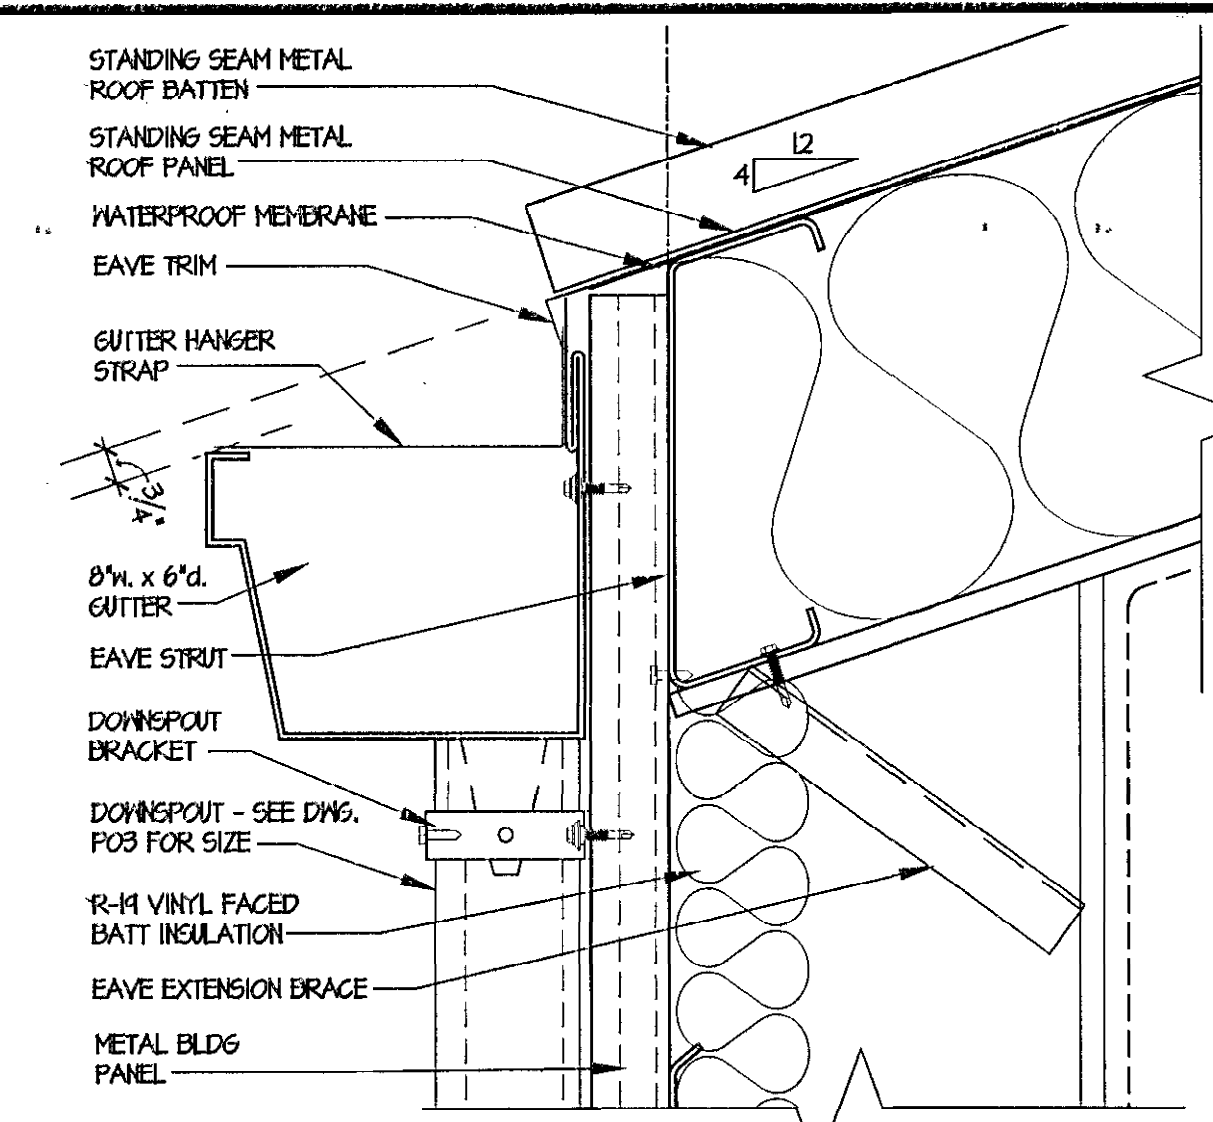 STANDING SEAM METAL
ROOF BATTEN
STANDING SEAM METAL
ROOF PANEL
WATERPROOF MEMBRANE
EAVE TRIM
GUTTER HANGER
STRAP
12
4
3/4"
8"w. x 6"d.
GUTTER
EAVE STRUT
DOWNSPOUT
BRACKET
DOWNSPOUT - SEE DWG.
P03 FOR SIZE
R-19 VINYL FACED
BATT INSULATION
EAVE EXTENSION BRACE
METAL BLDG
PANEL